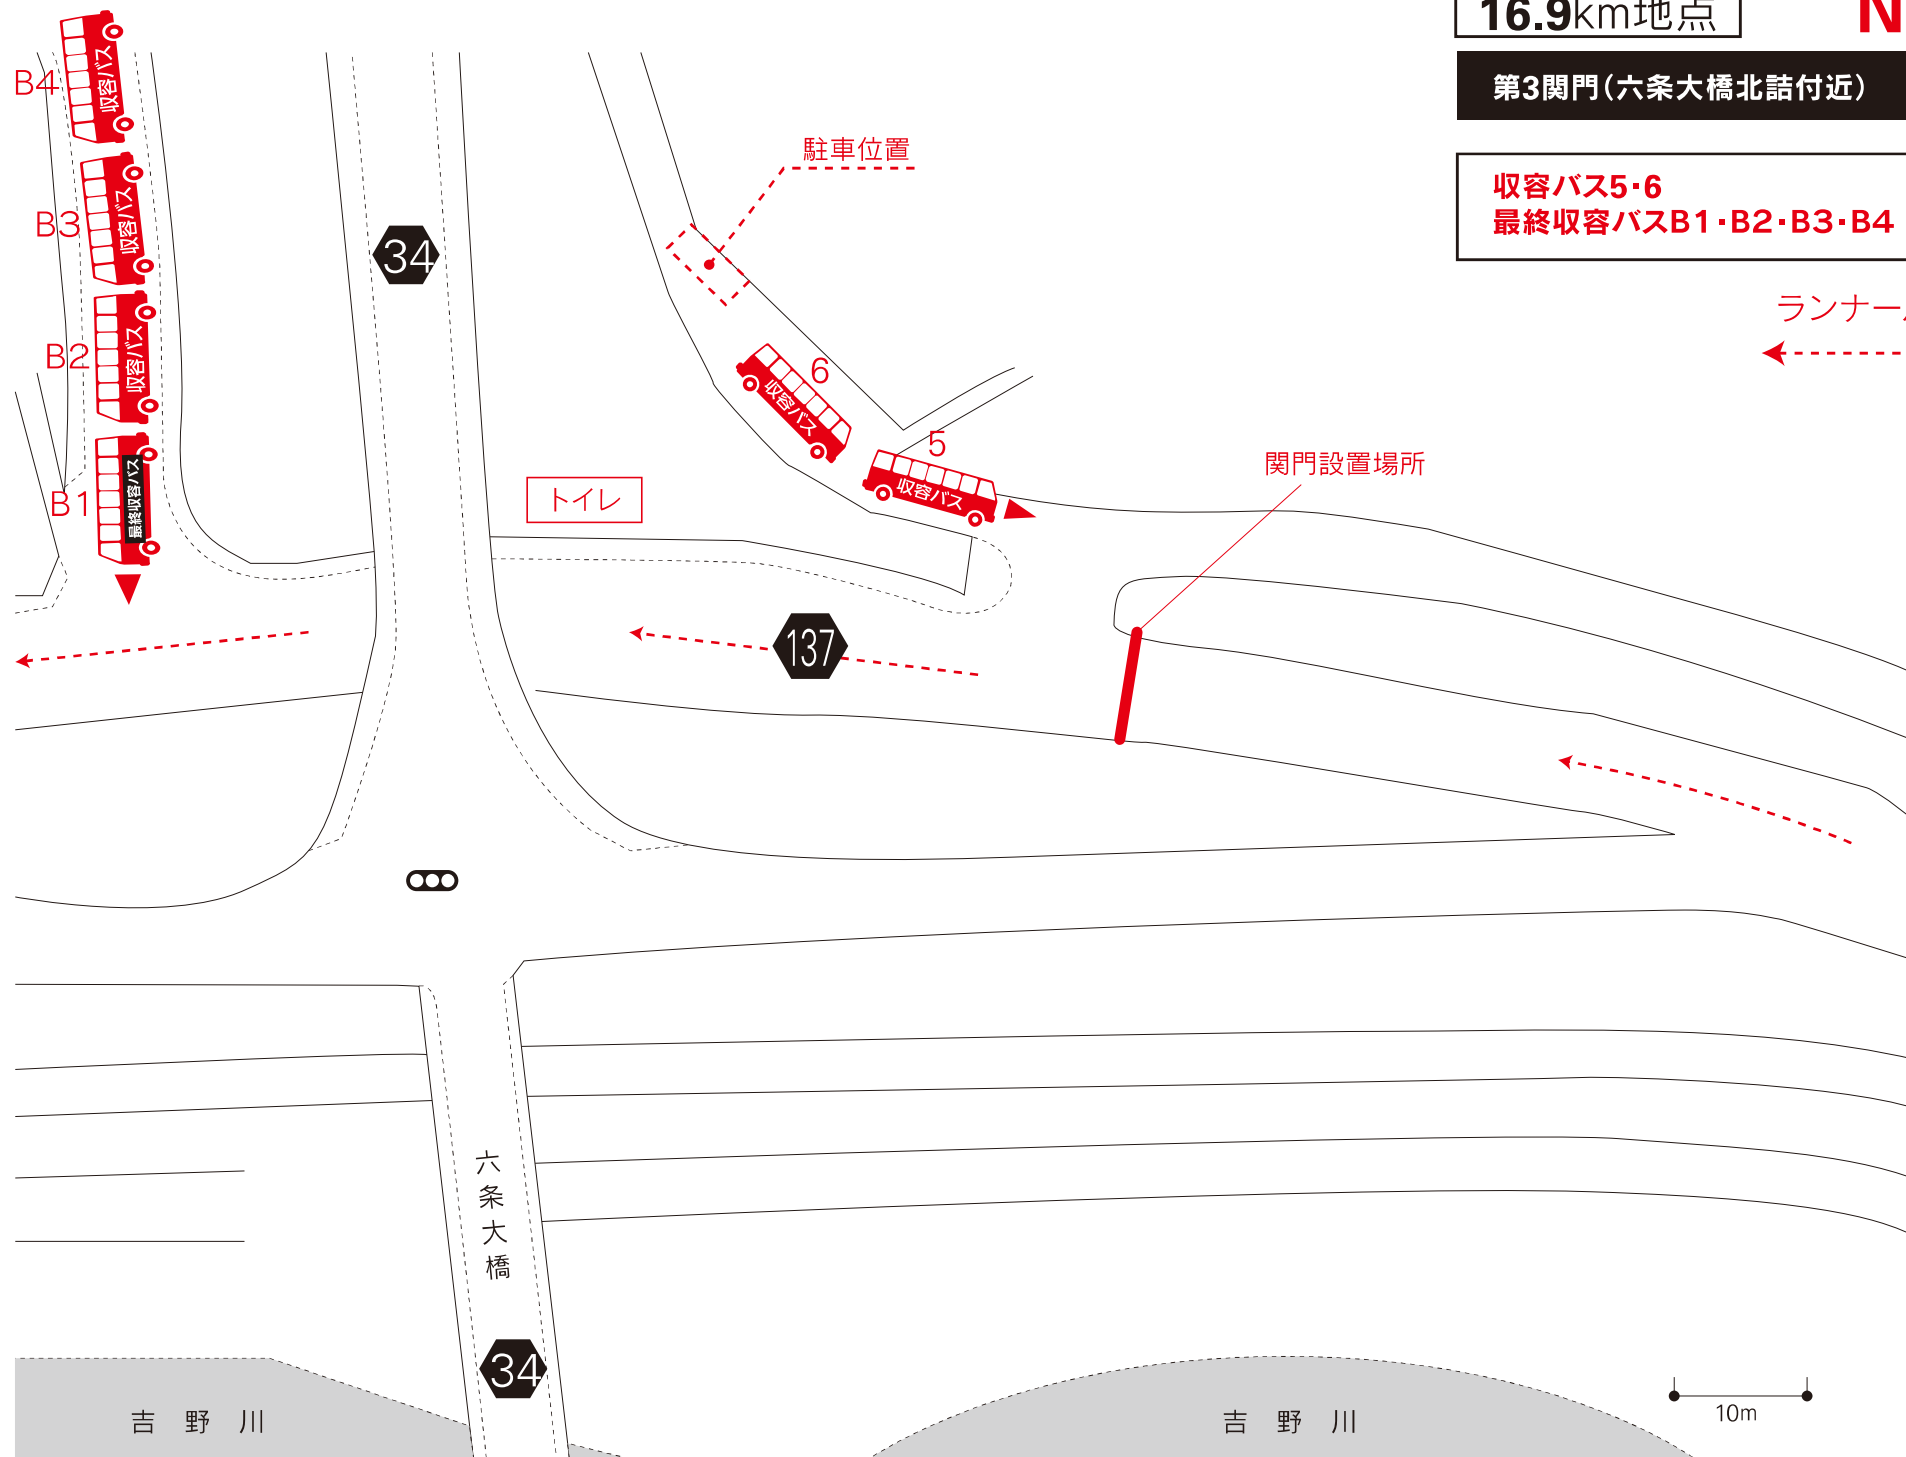 16.9km地点
N
第3関門（六条大橋北詰付近）
収容バス5・6
最終収容バスB1・B2・B3・B4
ランナー
B4
収容バス
B3
収容バス
B2
収容バス
B1
最終収容バス
34
駐車位置
6
収容バス
5
収容バス
トイレ
関門設置場所
137
六条大橋
34
吉野川
吉野川
10m